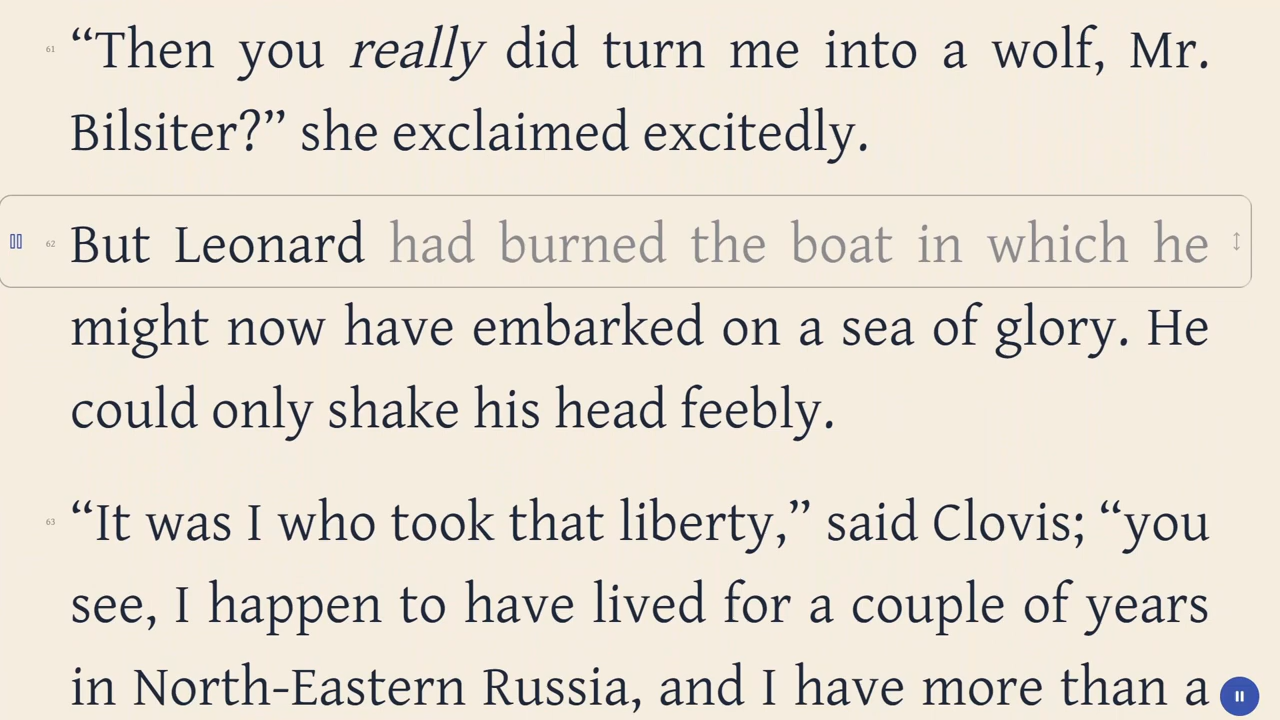 61 “Then you really did turn me into a wolf, Mr.
Bilsiter?” she exclaimed excitedly.
62 But Leonard had burned the boat in which he
might now have embarked on a sea of glory. He
could only shake his head feebly.
63 “It was I who took that liberty,” said Clovis; “you
see, I happen to have lived for a couple of years
in North-Eastern Russia, and I have more than a